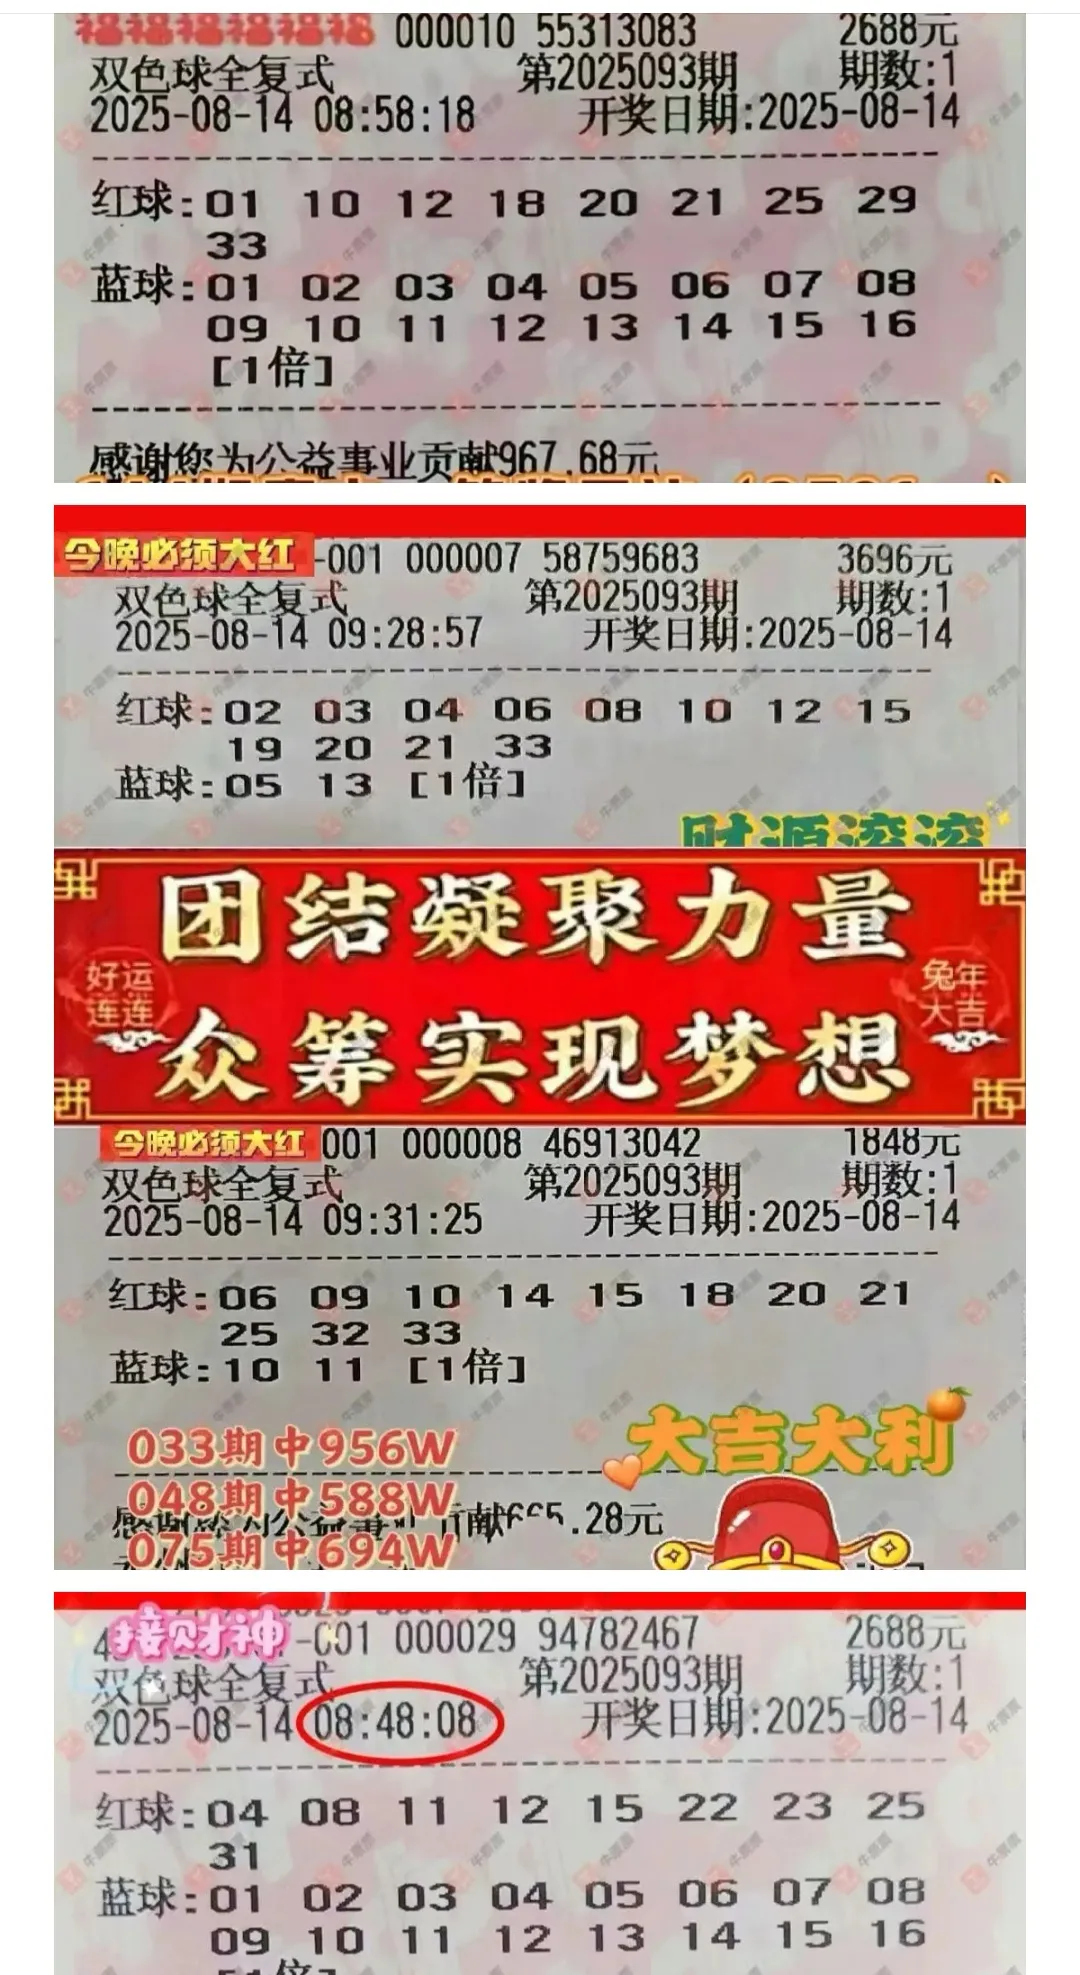 福福福福福福 000010 55313083 2688元
双色球全复式 第2025093期 期数:1
2025-08-14 08:58:18 开奖日期:2025-08-14
红球:01 10 12 18 20 21 25 29
33
蓝球:01 02 03 04 05 06 07 08
09 10 11 12 13 14 15 16
[1倍]
感谢您为公益事业贡献967.68元
今晚必须大红 -001 000007 58759683 3696元
双色球全复式 第2025093期 期数:1
2025-08-14 09:28:57 开奖日期:2025-08-14
红球:02 03 04 06 08 10 12 15
19 20 21 33
蓝球:05 13 [1倍]
财源滚滚
团结凝聚力量
好运
连连
兔年
大吉
众筹实现梦想
今晚必须大红 001 000008 46913042 1848元
双色球全复式 第2025093期 期数:1
2025-08-14 09:31:25 开奖日期:2025-08-14
红球:06 09 10 14 15 18 20 21
25 32 33
蓝球:10 11 [1倍]
大吉大利
033期中956W
048期中588W
感谢您为公益事业贡献665.28元
075期中694W
接财神 -001 000029 94782467 2688元
双色球全复式 第2025093期 期数:1
2025-08-14 08:48:08 开奖日期:2025-08-14
红球:04 08 11 12 15 22 23 25
31
蓝球:01 02 03 04 05 06 07 08
09 10 11 12 13 14 15 16
[1倍]